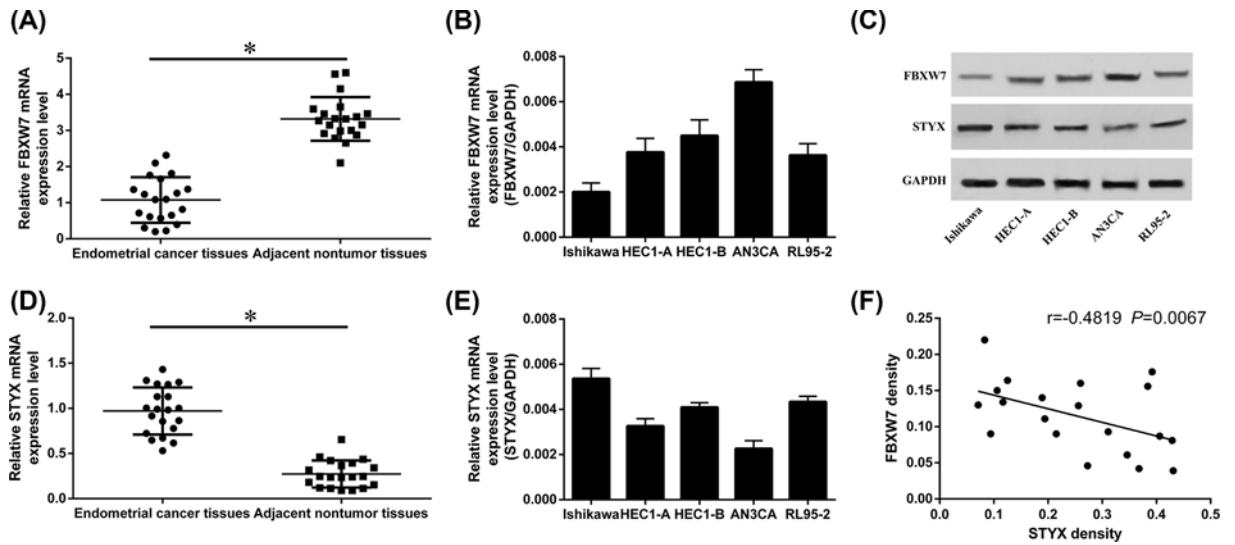 (A)
*
Relative FBXW7 mRNA
expression level
5
4
3
2
1
0
Endometrial cancer tissues Adjacent nontumor tissues
(B)
Relative FBXW7 mRNA
expression level
(FBXW7/GAPDH)
0.008
0.006
0.004
0.002
0.000
Ishikawa HEC1-A HEC1-B AN3CA RL95-2
(C)
FBXW7
STYX
GAPDH
Ishikawa
HEC1-A
HEC1-B
AN3CA
RL95-2
(D)
*
Relative STYX mRNA
expression level
2.0
1.5
1.0
0.5
0.0
Endometrial cancer tissues Adjacent nontumor tissues
(E)
Relative STYX mRNA
expression level
(STYX/GAPDH)
0.008
0.006
0.004
0.002
0.000
Ishikawa HEC1-A HEC1-B AN3CA RL95-2
(F)
r=-0.4819 P=0.0067
FBXW7 density
0.25
0.20
0.15
0.10
0.05
0.00
0.0 0.1 0.2 0.3 0.4 0.5
STYX density